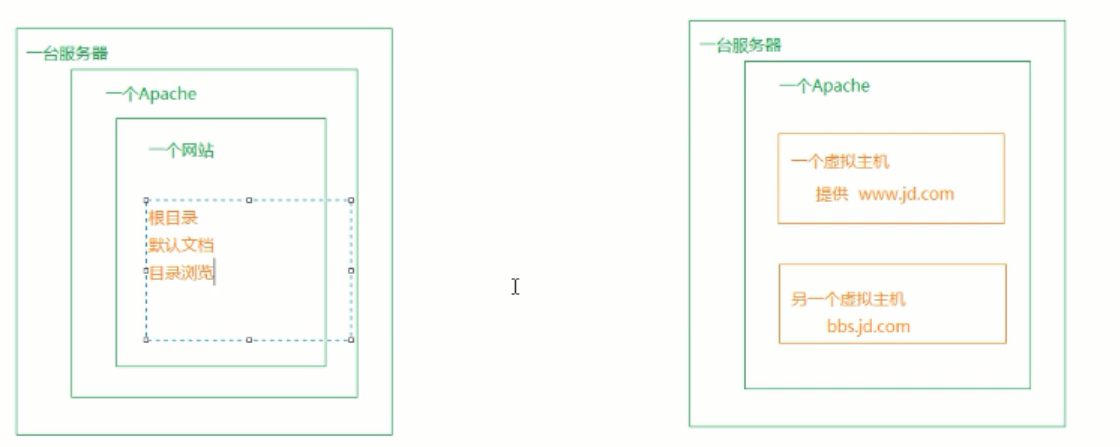 一台服务器
一个Apache
一个网站
根目录
默认文档
目录浏览
一台服务器
一个Apache
一个虚拟主机
提供 www.jd.com
另一个虚拟主机
bbs.jd.com